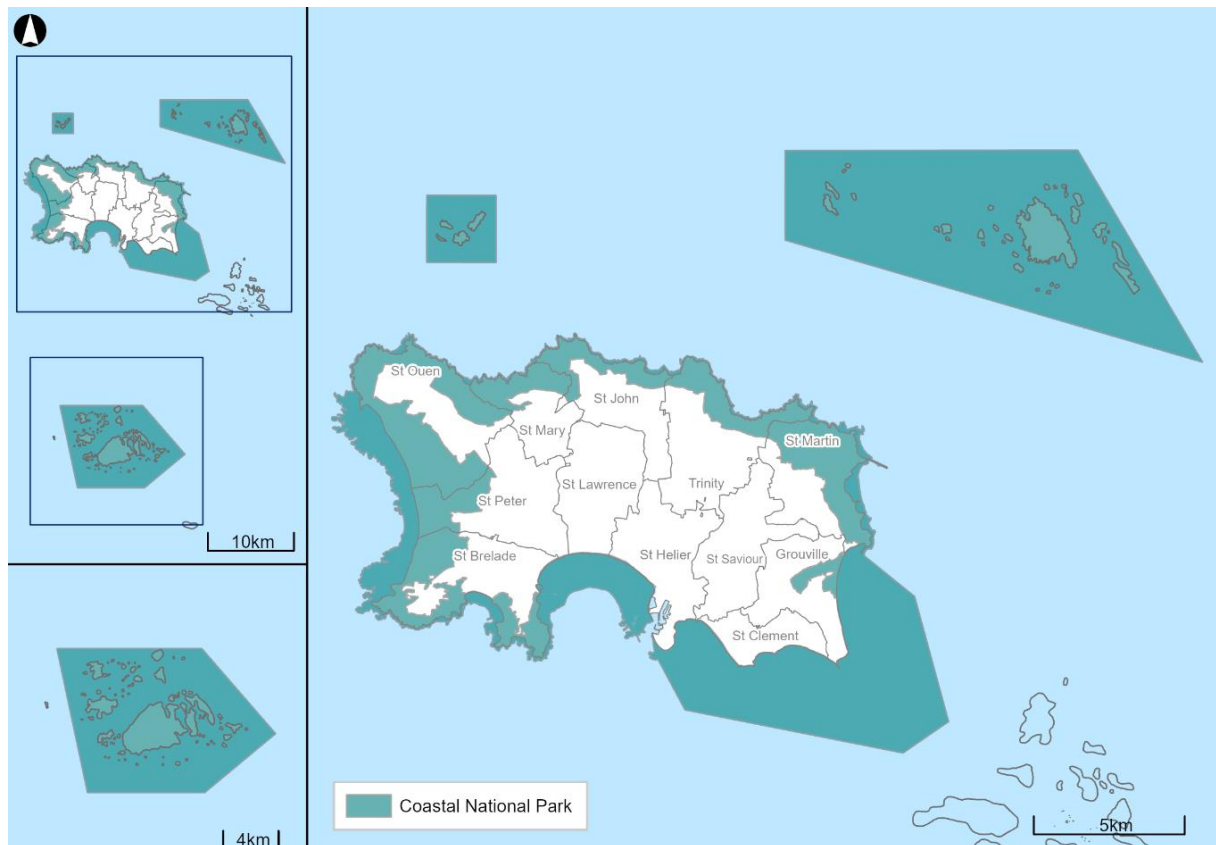 St Ouen
St John
St Mary
St Martin
Trinity
St Lawrence
St Peter
St Brelade
St Helier
St Saviour
Grouville
St Clement
10km
Coastal National Park
5km
4km